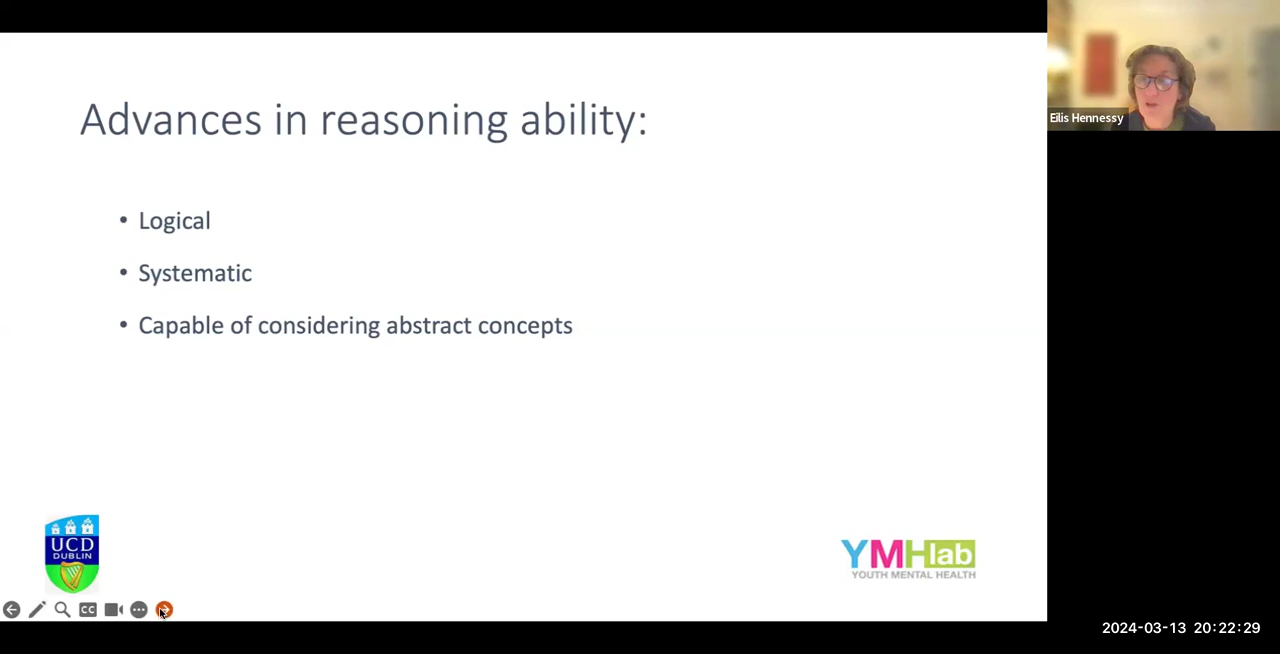 Advances in reasoning ability:
• Logical
• Systematic
• Capable of considering abstract concepts
UCD
DUBLIN
YMHlab
YOUTH MENTAL HEALTH
CC
Eilis Hennessy
2024-03-13 20:22:29